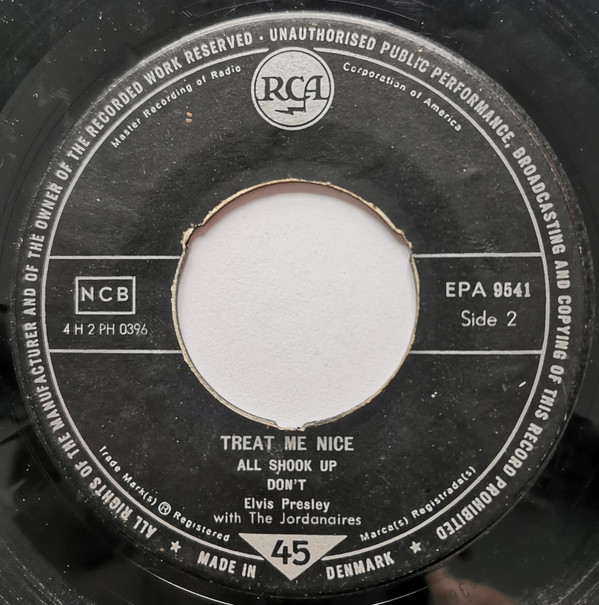 ALL RIGHTS OF THE MANUFACTURER AND OF THE OWNER OF THE RECORDED WORK RESERVED · UNAUTHORISED PUBLIC PERFORMANCE, BROADCASTING AND COPYING OF THIS RECORD PROHIBITED
Master Recording of Radio Corporation of America
RCA
NCB
4 H 2 PH 0396
EPA 9541
Side 2
TREAT ME NICE
ALL SHOOK UP
DON'T
Elvis Presley
with The Jordanaires
Trade Mark(s) ® Registered
Marca(s) Registrada(s)
45
★ MADE IN DENMARK ★